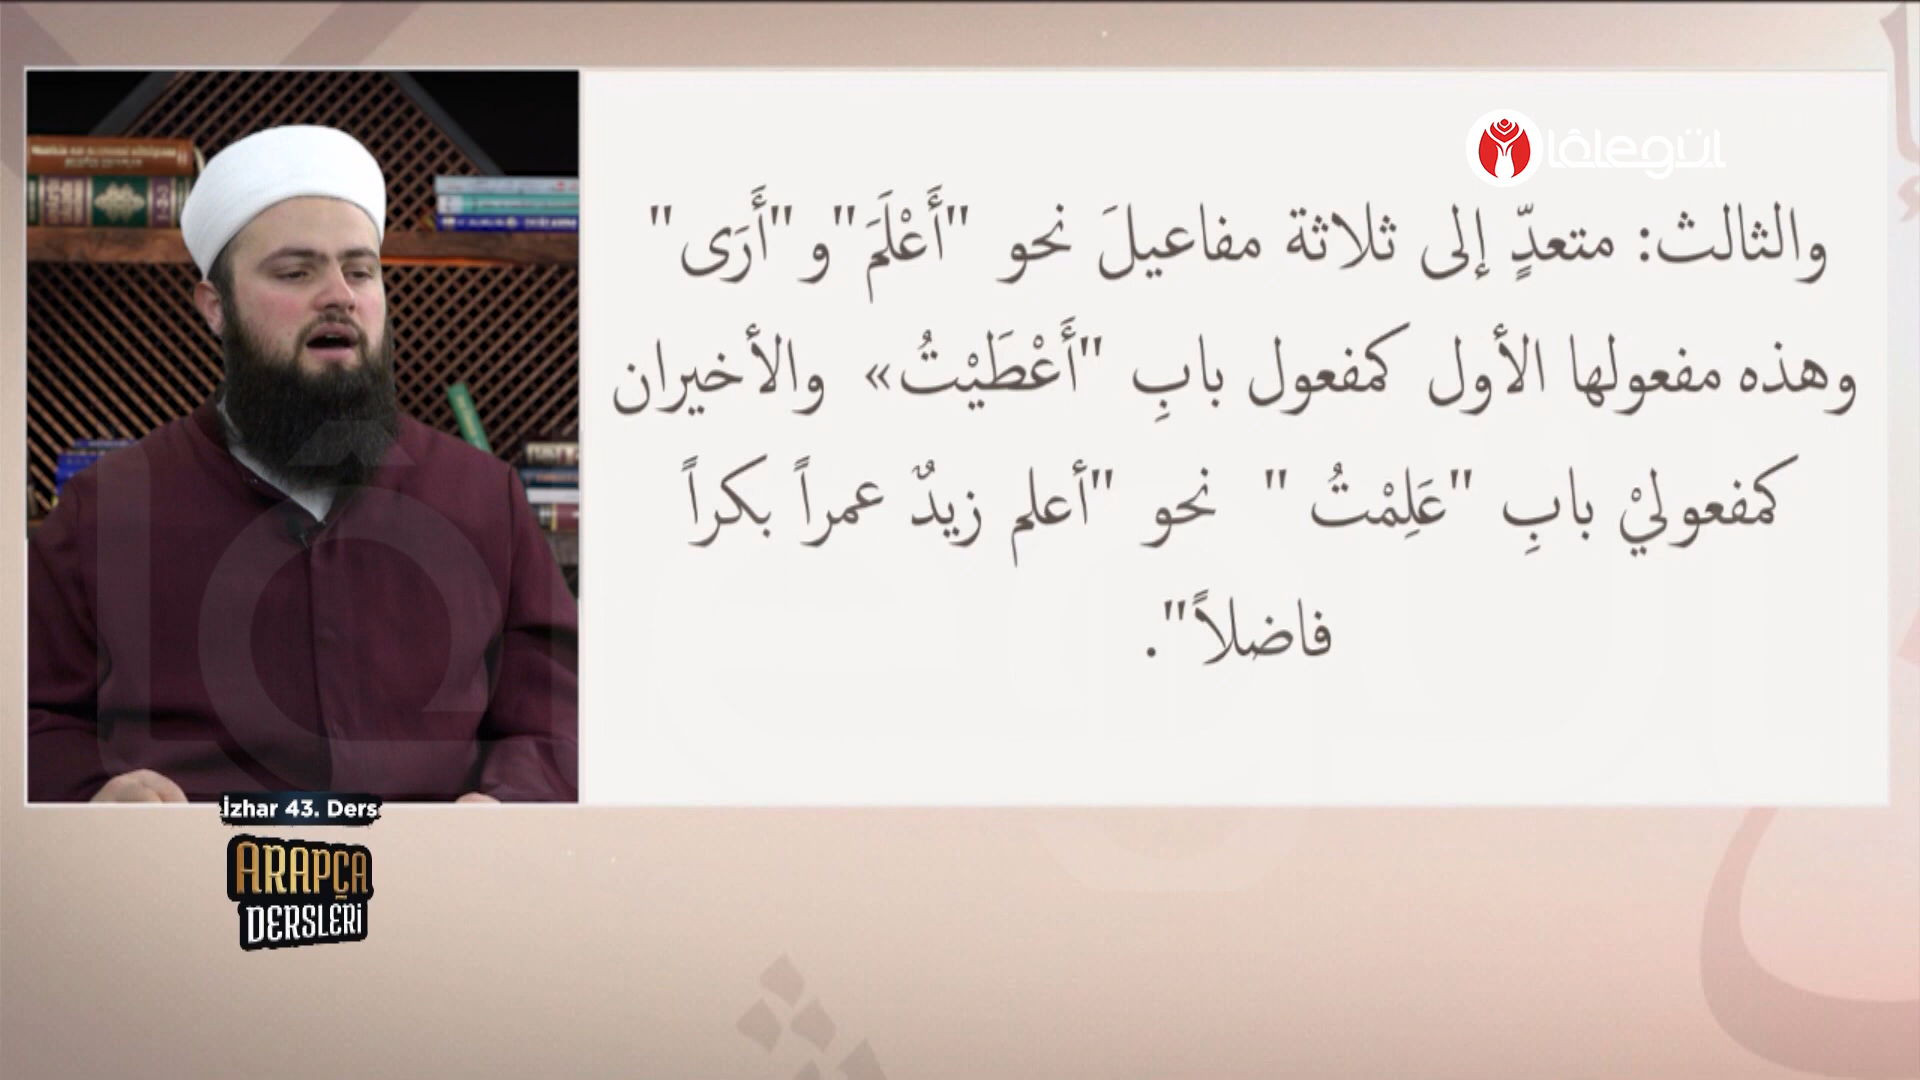 lâlegül
والثالث: متعدٍّ إلى ثلاثة مفاعيلَ نحو "أَعْلَمَ" و "أَرَى"
وهذه مفعولها الأول كمفعول بابِ "أَعْطَيْتُ» والأخيران
كمفعوليْ بابِ "عَلِمْتُ " نحو "أعلم زيدٌ عمراً بكراً
فاضلاً".
İzhar 43. Ders
ARAPÇA
DERSLERİ